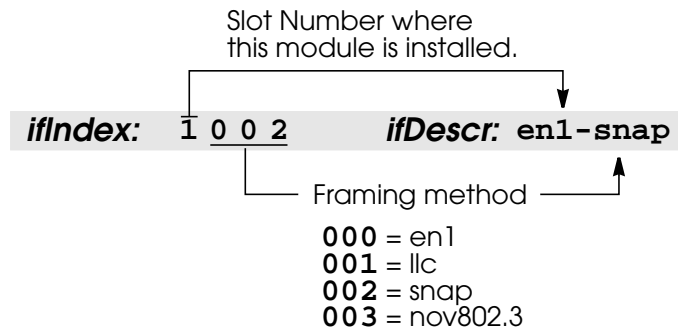 Slot Number where
this module is installed.
ifIndex: 1 0 0 2 ifDescr: en1-snap
Framing method
000 = en1
001 = llc
002 = snap
003 = nov802.3